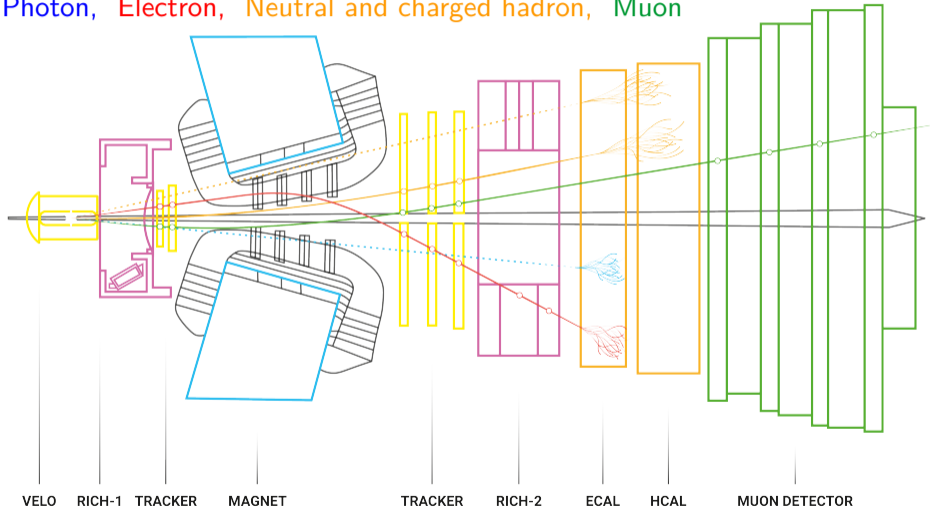 Photon, Electron, Neutral and charged hadron, Muon
VELO RICH-1 TRACKER MAGNET TRACKER RICH-2 ECAL HCAL MUON DETECTOR